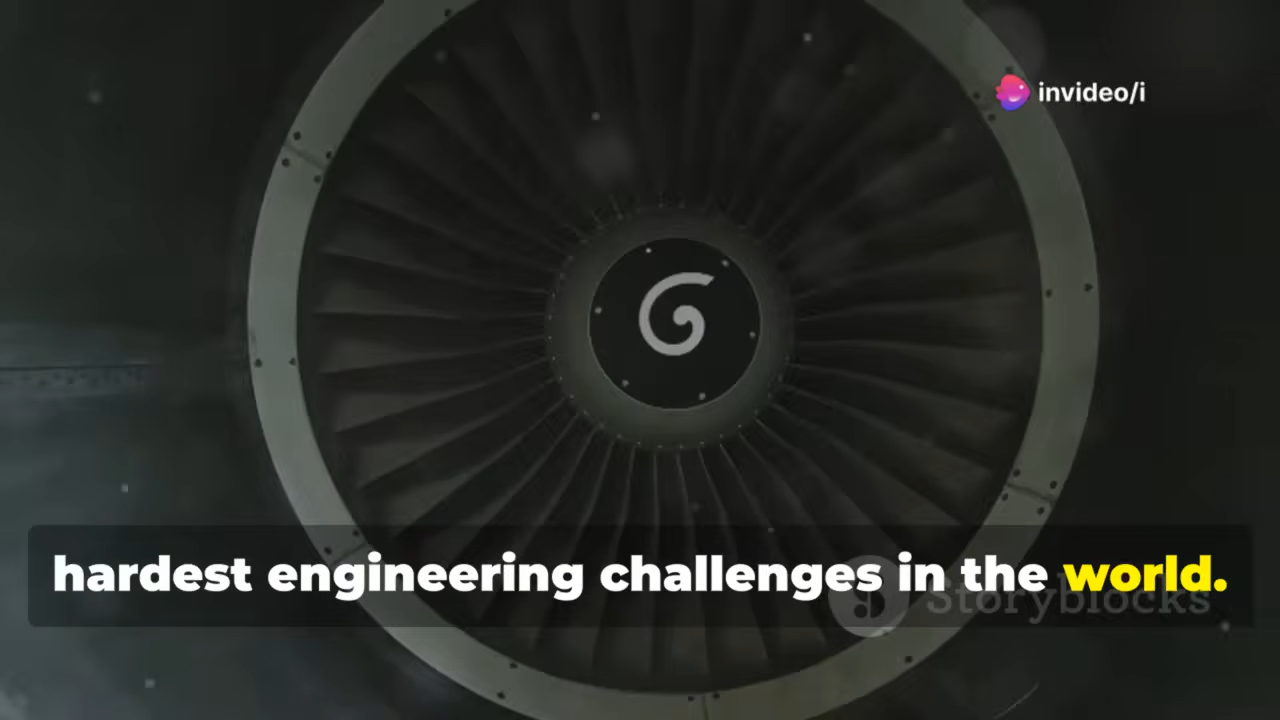 invideo/i
hardest engineering challenges in the world.
Storyblocks